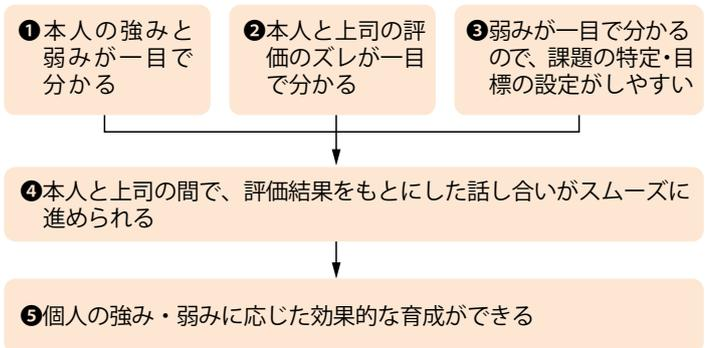 ❶本人の強みと
弱みが一目で
分かる
❷本人と上司の評
価のズレが一目
で分かる
❸弱みが一目で分かる
ので、課題の特定・目
標の設定がしやすい
❹本人と上司の間で、評価結果をもとにした話し合いがスムーズに
進められる
❺個人の強み・弱みに応じた効果的な育成ができる